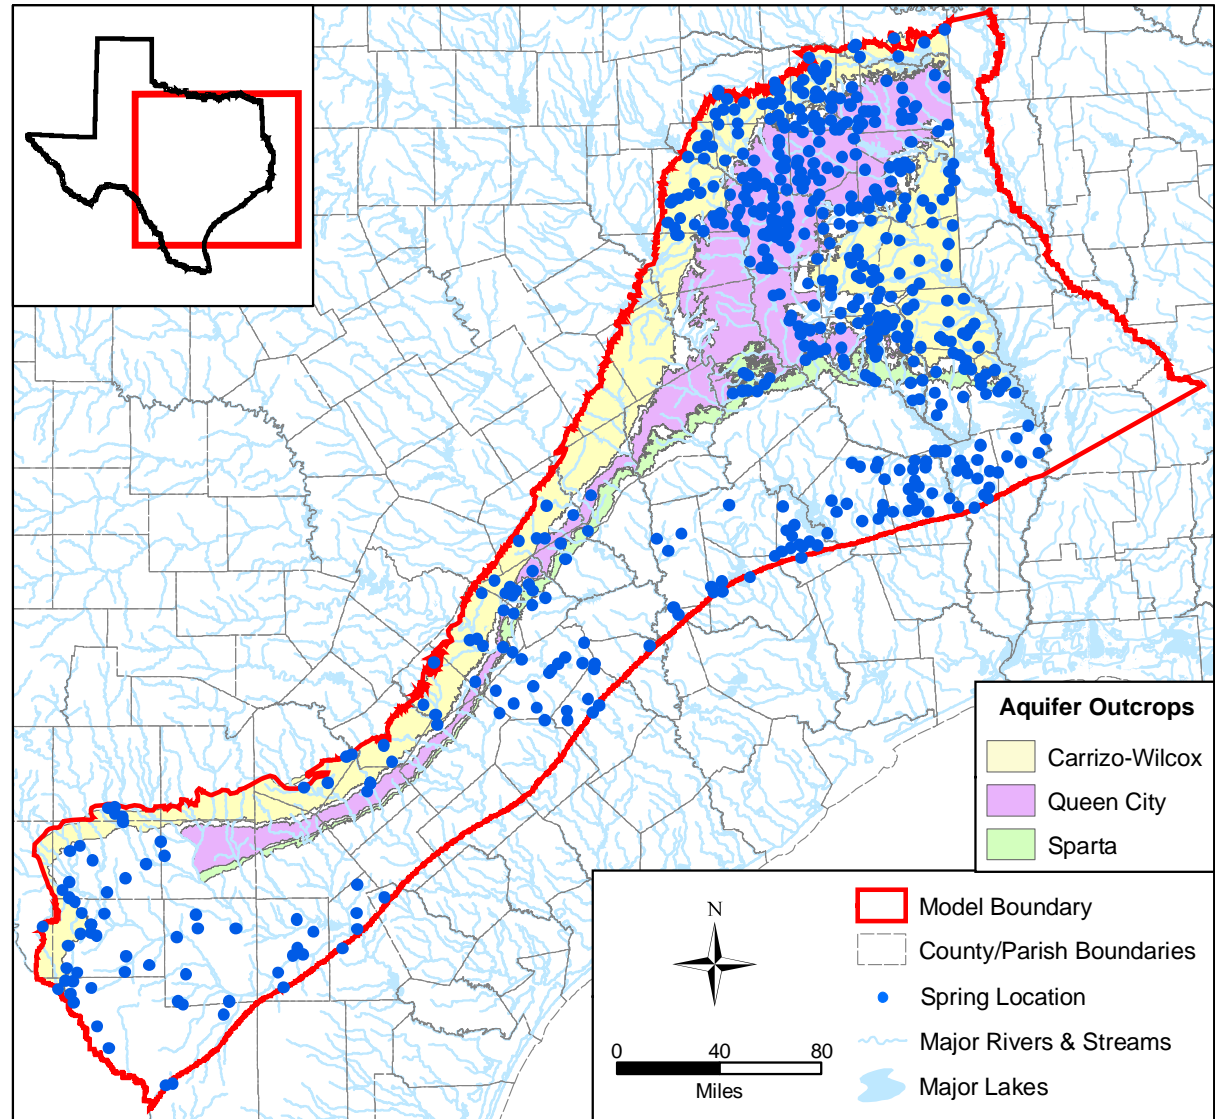 Aquifer Outcrops
Carrizo-Wilcox
Queen City
Sparta
N
0 40 80
Miles
Model Boundary
County/Parish Boundaries
Spring Location
Major Rivers & Streams
Major Lakes